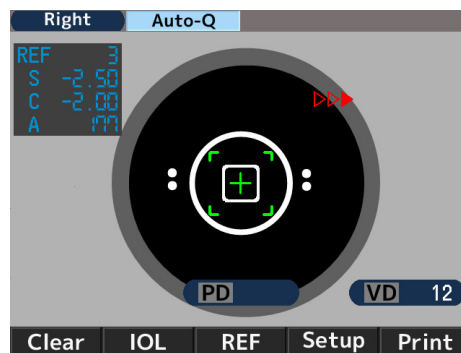 Right Auto-Q
REF 3
S -2.50
C -2.00
A 177
PD
VD 12
Clear IOL REF Setup Print